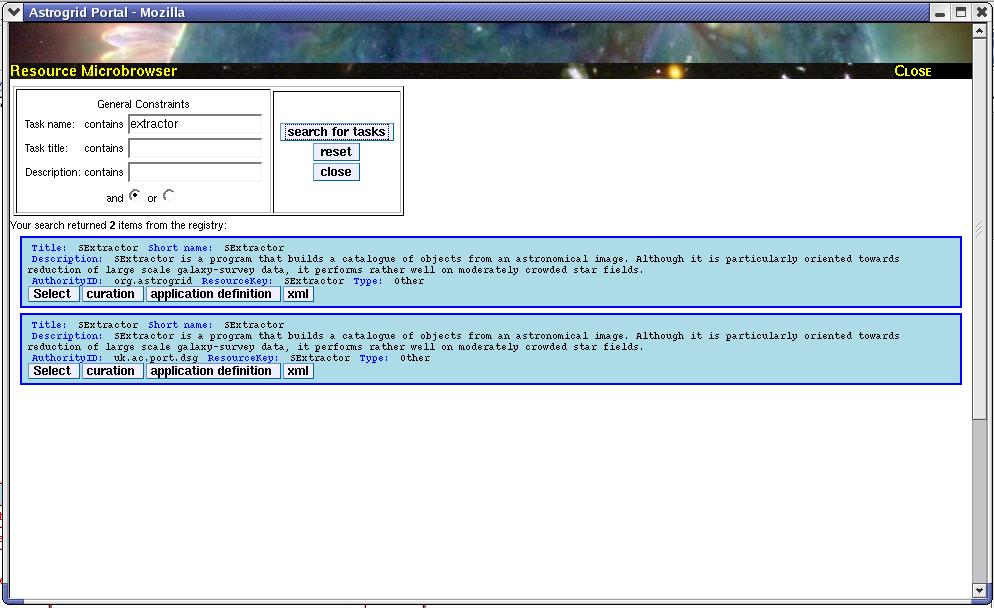 Astrogrid Portal - Mozilla
Resource Microbrowser CLOSE
General Constraints
Task name: contains extractor
Task title: contains
Description: contains
and or
search for tasks
reset
close
Your search returned 2 items from the registry:
Title: SExtractor Short name: SExtractor
Description: SExtractor is a program that builds a catalogue of objects from an astronomical image. Although it is particularly oriented towards
reduction of large scale galaxy-survey data, it performs rather well on moderately crowded star fields.
AuthorityID: org.astrogrid ResourceKey: SExtractor Type: Other
Select curation application definition xml
Title: SExtractor Short name: SExtractor
Description: SExtractor is a program that builds a catalogue of objects from an astronomical image. Although it is particularly oriented towards
reduction of large scale galaxy-survey data, it performs rather well on moderately crowded star fields.
AuthorityID: uk.ac.port.dsg ResourceKey: SExtractor Type: Other
Select curation application definition xml